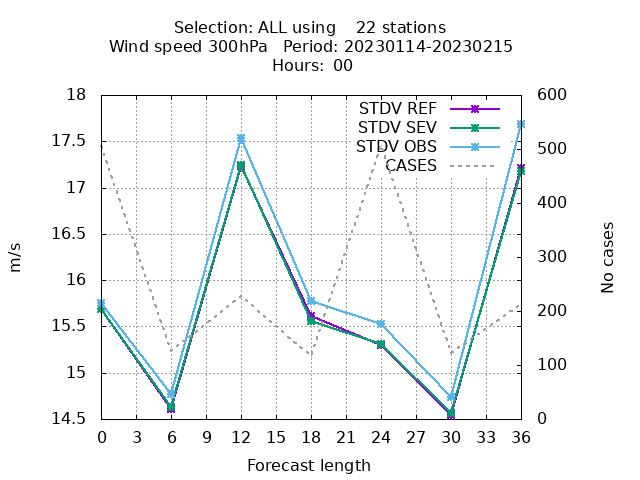 Selection: ALL using    22 stations
Wind speed 300hPa   Period: 20230114-20230215
Hours:  00
18
17.5
17
16.5
16
15.5
15
14.5
m/s
600
500
400
300
200
100
0
No cases
STDV REF
STDV SEV
STDV OBS
CASES
0 3 6 9 12 15 18 21 24 27 30 33 36
Forecast length